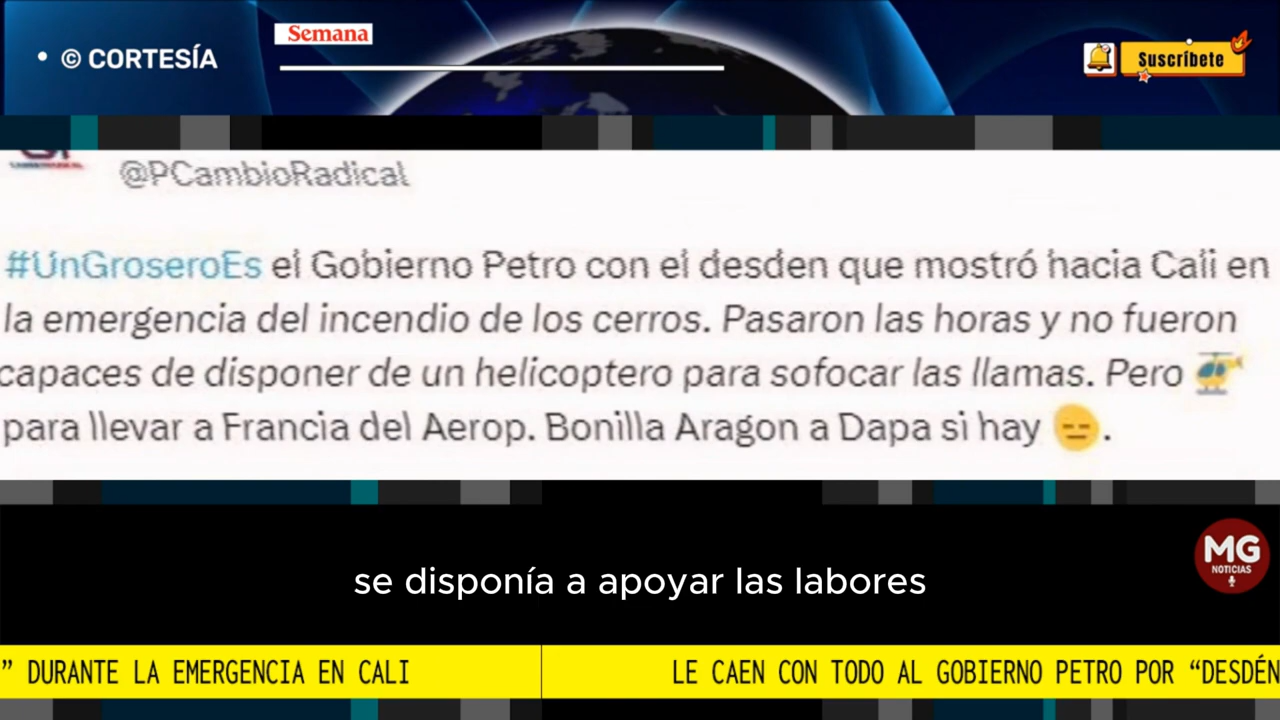 • © CORTESÍA
Semana
Suscríbete
@PCambioRadical
#UnGroseroEs el Gobierno Petro con el desden que mostró hacia Cali en
la emergencia del incendio de los cerros. Pasaron las horas y no fueron
capaces de disponer de un helicoptero para sofocar las llamas. Pero 🚁
para llevar a Francia del Aerop. Bonilla Aragon a Dapa si hay 😑.
se disponía a apoyar las labores
MG
NOTICIAS
” DURANTE LA EMERGENCIA EN CALI
LE CAEN CON TODO AL GOBIERNO PETRO POR “DESDÉN